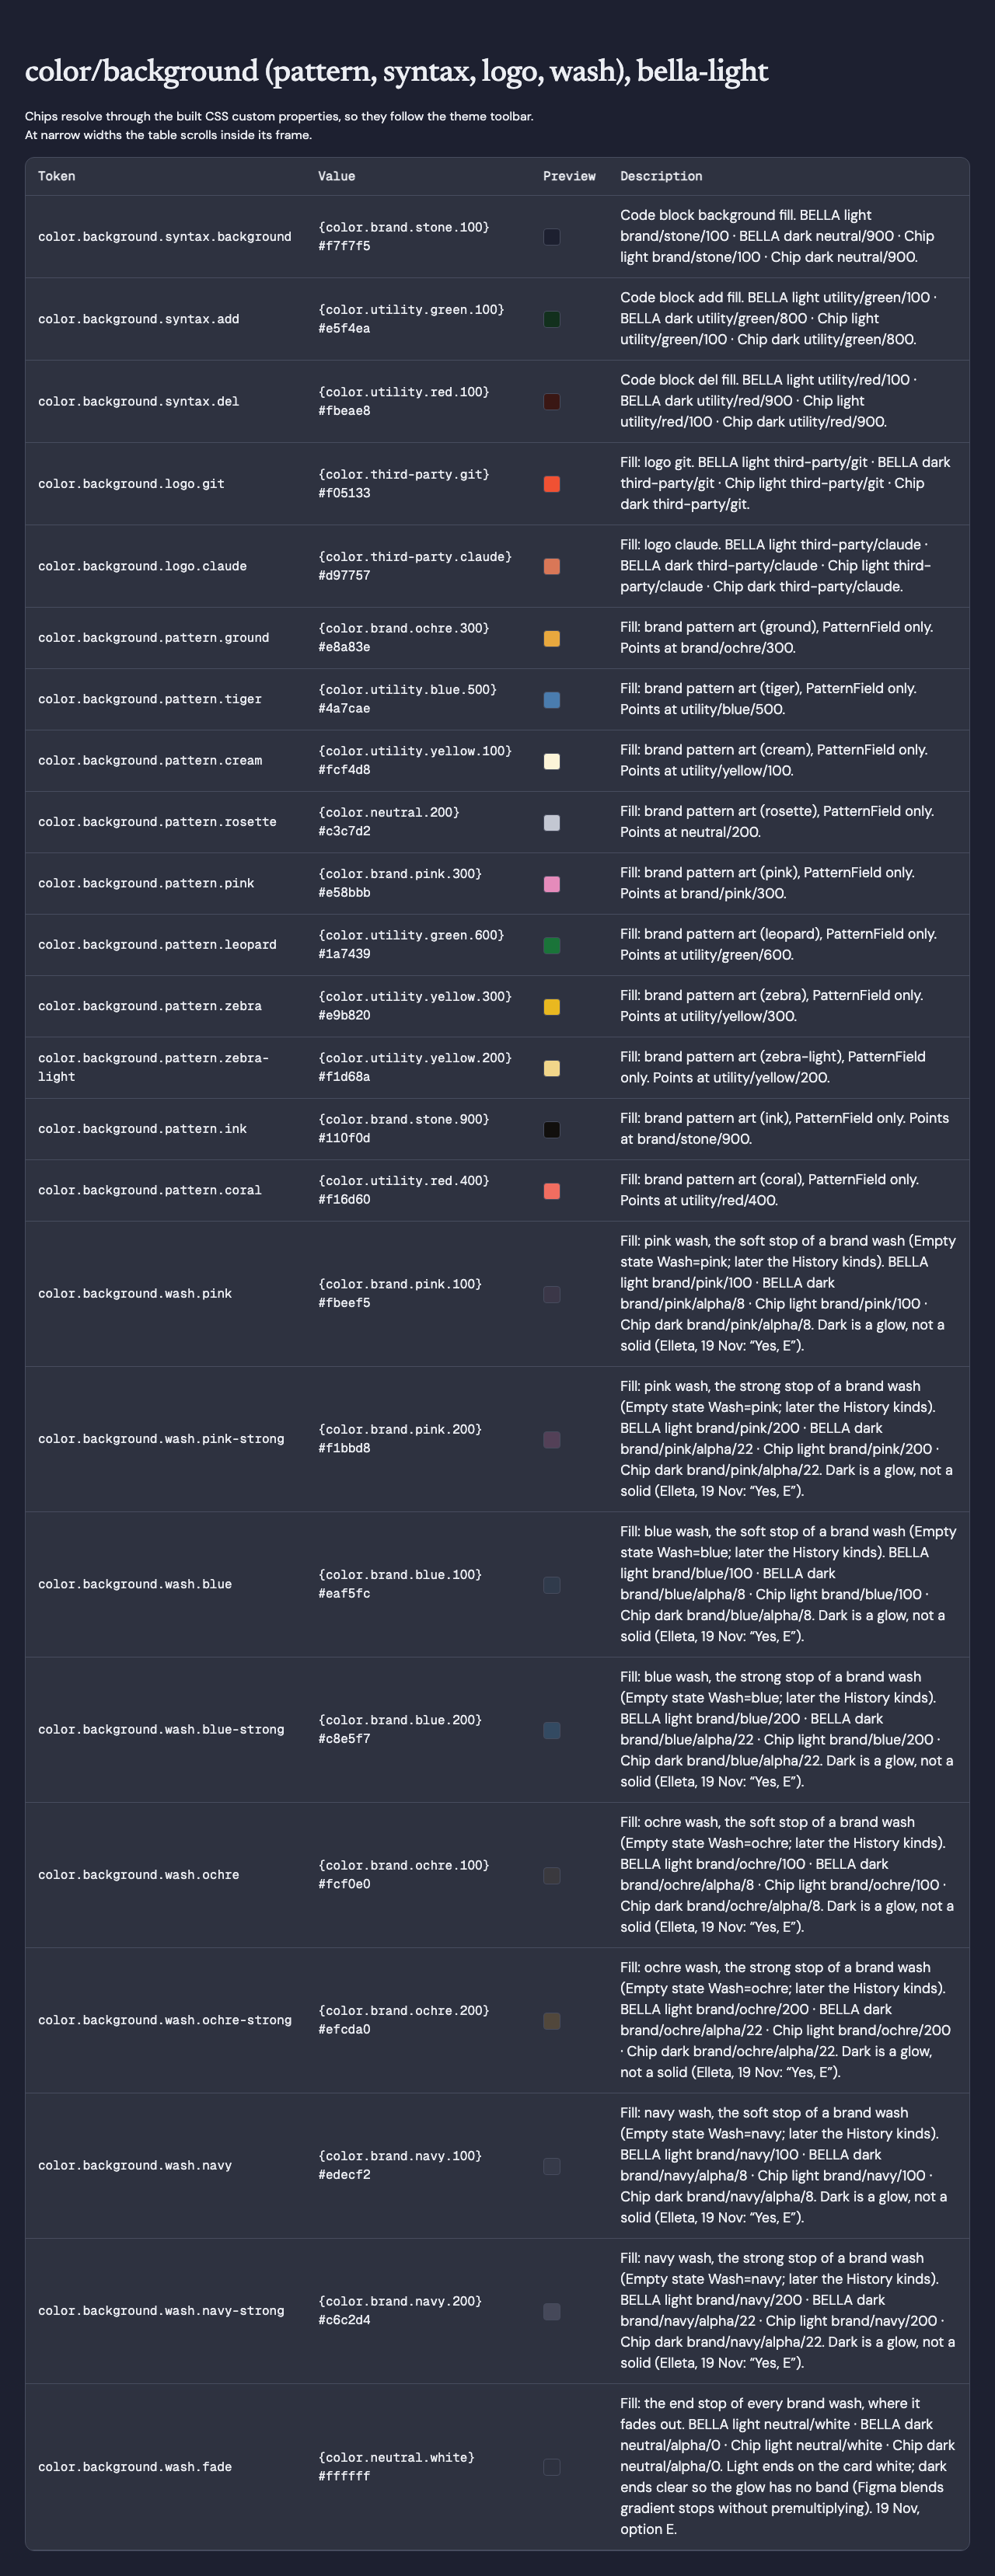 color/background (pattern, syntax, logo, wash), bella-light
Chips resolve through the built CSS custom properties, so they follow the theme toolbar.
At narrow widths the table scrolls inside its frame.
Token Value Preview Description
color.background.syntax.background
{color.brand.stone.100}
#f7f7f5
Code block background fill. BELLA light
brand/stone/100 · BELLA dark neutral/900 · Chip
light brand/stone/100 · Chip dark neutral/900.
color.background.syntax.add
{color.utility.green.100}
#e5f4ea
Code block add fill. BELLA light utility/green/100 ·
BELLA dark utility/green/800 · Chip light
utility/green/100 · Chip dark utility/green/800.
color.background.syntax.del
{color.utility.red.100}
#fbeae8
Code block del fill. BELLA light utility/red/100 ·
BELLA dark utility/red/900 · Chip light
utility/red/100 · Chip dark utility/red/900.
color.background.logo.git
{color.third-party.git}
#f05133
Fill: logo git. BELLA light third-party/git · BELLA dark
third-party/git · Chip light third-party/git · Chip
dark third-party/git.
color.background.logo.claude
{color.third-party.claude}
#d97757
Fill: logo claude. BELLA light third-party/claude ·
BELLA dark third-party/claude · Chip light third-
party/claude · Chip dark third-party/claude.
color.background.pattern.ground
{color.brand.ochre.300}
#e8a83e
Fill: brand pattern art (ground), PatternField only.
Points at brand/ochre/300.
color.background.pattern.tiger
{color.utility.blue.500}
#4a7cae
Fill: brand pattern art (tiger), PatternField only.
Points at utility/blue/500.
color.background.pattern.cream
{color.utility.yellow.100}
#fcf4d8
Fill: brand pattern art (cream), PatternField only.
Points at utility/yellow/100.
color.background.pattern.rosette
{color.neutral.200}
#c3c7d2
Fill: brand pattern art (rosette), PatternField only.
Points at neutral/200.
color.background.pattern.pink
{color.brand.pink.300}
#e58bbb
Fill: brand pattern art (pink), PatternField only.
Points at brand/pink/300.
color.background.pattern.leopard
{color.utility.green.600}
#1a7439
Fill: brand pattern art (leopard), PatternField only.
Points at utility/green/600.
color.background.pattern.zebra
{color.utility.yellow.300}
#e9b820
Fill: brand pattern art (zebra), PatternField only.
Points at utility/yellow/300.
color.background.pattern.zebra-
light
{color.utility.yellow.200}
#f1d68a
Fill: brand pattern art (zebra-light), PatternField
only. Points at utility/yellow/200.
color.background.pattern.ink
{color.brand.stone.900}
#110f0d
Fill: brand pattern art (ink), PatternField only. Points
at brand/stone/900.
color.background.pattern.coral
{color.utility.red.400}
#f16d60
Fill: brand pattern art (coral), PatternField only.
Points at utility/red/400.
color.background.wash.pink
{color.brand.pink.100}
#fbeef5
Fill: pink wash, the soft stop of a brand wash (Empty
state Wash=pink; later the History kinds). BELLA
light brand/pink/100 · BELLA dark
brand/pink/alpha/8 · Chip light brand/pink/100 ·
Chip dark brand/pink/alpha/8. Dark is a glow, not a
solid (Elleta, 19 Nov: “Yes, E”).
color.background.wash.pink-strong
{color.brand.pink.200}
#f1bbd8
Fill: pink wash, the strong stop of a brand wash
(Empty state Wash=pink; later the History kinds).
BELLA light brand/pink/200 · BELLA dark
brand/pink/alpha/22 · Chip light brand/pink/200 ·
Chip dark brand/pink/alpha/22. Dark is a glow, not a
solid (Elleta, 19 Nov: “Yes, E”).
color.background.wash.blue
{color.brand.blue.100}
#eaf5fc
Fill: blue wash, the soft stop of a brand wash (Empty
state Wash=blue; later the History kinds). BELLA
light brand/blue/100 · BELLA dark
brand/blue/alpha/8 · Chip light brand/blue/100 ·
Chip dark brand/blue/alpha/8. Dark is a glow, not a
solid (Elleta, 19 Nov: “Yes, E”).
color.background.wash.blue-strong
{color.brand.blue.200}
#c8e5f7
Fill: blue wash, the strong stop of a brand wash
(Empty state Wash=blue; later the History kinds).
BELLA light brand/blue/200 · BELLA dark
brand/blue/alpha/22 · Chip light brand/blue/200 ·
Chip dark brand/blue/alpha/22. Dark is a glow, not a
solid (Elleta, 19 Nov: “Yes, E”).
color.background.wash.ochre
{color.brand.ochre.100}
#fcf0e0
Fill: ochre wash, the soft stop of a brand wash
(Empty state Wash=ochre; later the History kinds).
BELLA light brand/ochre/100 · BELLA dark
brand/ochre/alpha/8 · Chip light brand/ochre/100 ·
Chip dark brand/ochre/alpha/8. Dark is a glow, not a
solid (Elleta, 19 Nov: “Yes, E”).
color.background.wash.ochre-strong
{color.brand.ochre.200}
#efcda0
Fill: ochre wash, the strong stop of a brand wash
(Empty state Wash=ochre; later the History kinds).
BELLA light brand/ochre/200 · BELLA dark
brand/ochre/alpha/22 · Chip light brand/ochre/200
· Chip dark brand/ochre/alpha/22. Dark is a glow,
not a solid (Elleta, 19 Nov: “Yes, E”).
color.background.wash.navy
{color.brand.navy.100}
#edecf2
Fill: navy wash, the soft stop of a brand wash
(Empty state Wash=navy; later the History kinds).
BELLA light brand/navy/100 · BELLA dark
brand/navy/alpha/8 · Chip light brand/navy/100 ·
Chip dark brand/navy/alpha/8. Dark is a glow, not a
solid (Elleta, 19 Nov: “Yes, E”).
color.background.wash.navy-strong
{color.brand.navy.200}
#c6c2d4
Fill: navy wash, the strong stop of a brand wash
(Empty state Wash=navy; later the History kinds).
BELLA light brand/navy/200 · BELLA dark
brand/navy/alpha/22 · Chip light brand/navy/200 ·
Chip dark brand/navy/alpha/22. Dark is a glow, not a
solid (Elleta, 19 Nov: “Yes, E”).
color.background.wash.fade
{color.neutral.white}
#ffffff
Fill: the end stop of every brand wash, where it
fades out. BELLA light neutral/white · BELLA dark
neutral/alpha/0 · Chip light neutral/white · Chip dark
neutral/alpha/0. Light ends on the card white; dark
ends clear so the glow has no band (Figma blends
gradient stops without premultiplying). 19 Nov,
option E.